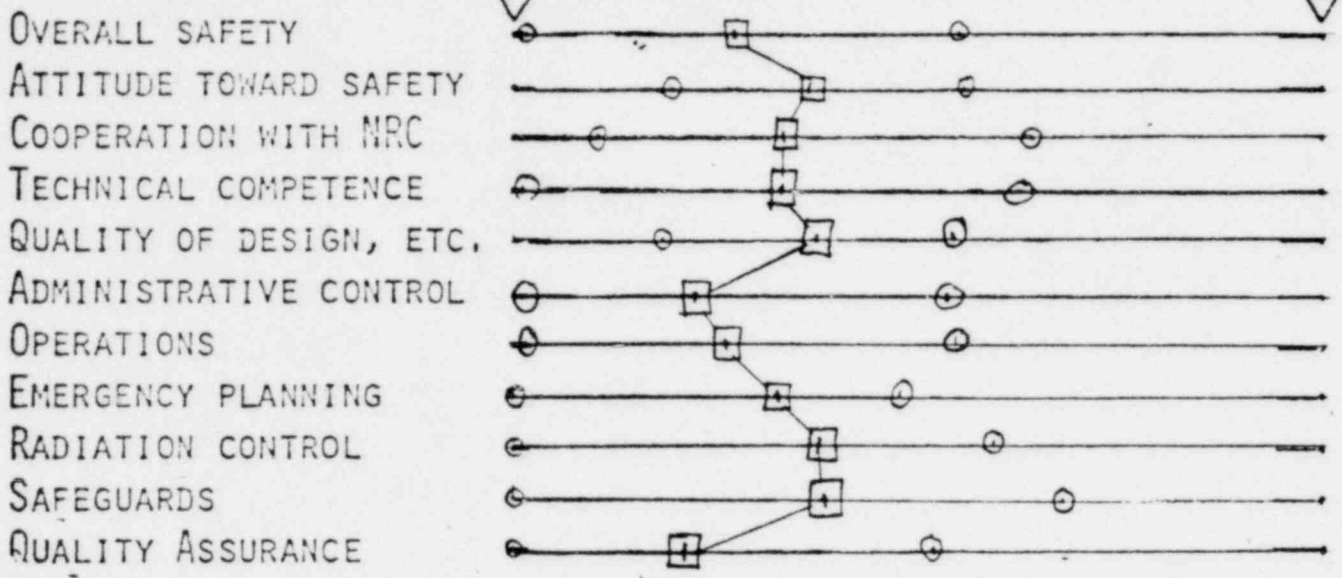 OVERALL SAFETY
ATTITUDE TOWARD SAFETY
COOPERATION WITH NRC
TECHNICAL COMPETENCE
QUALITY OF DESIGN, ETC.
ADMINISTRATIVE CONTROL
OPERATIONS
EMERGENCY PLANNING
RADIATION CONTROL
SAFEGUARDS
QUALITY ASSURANCE